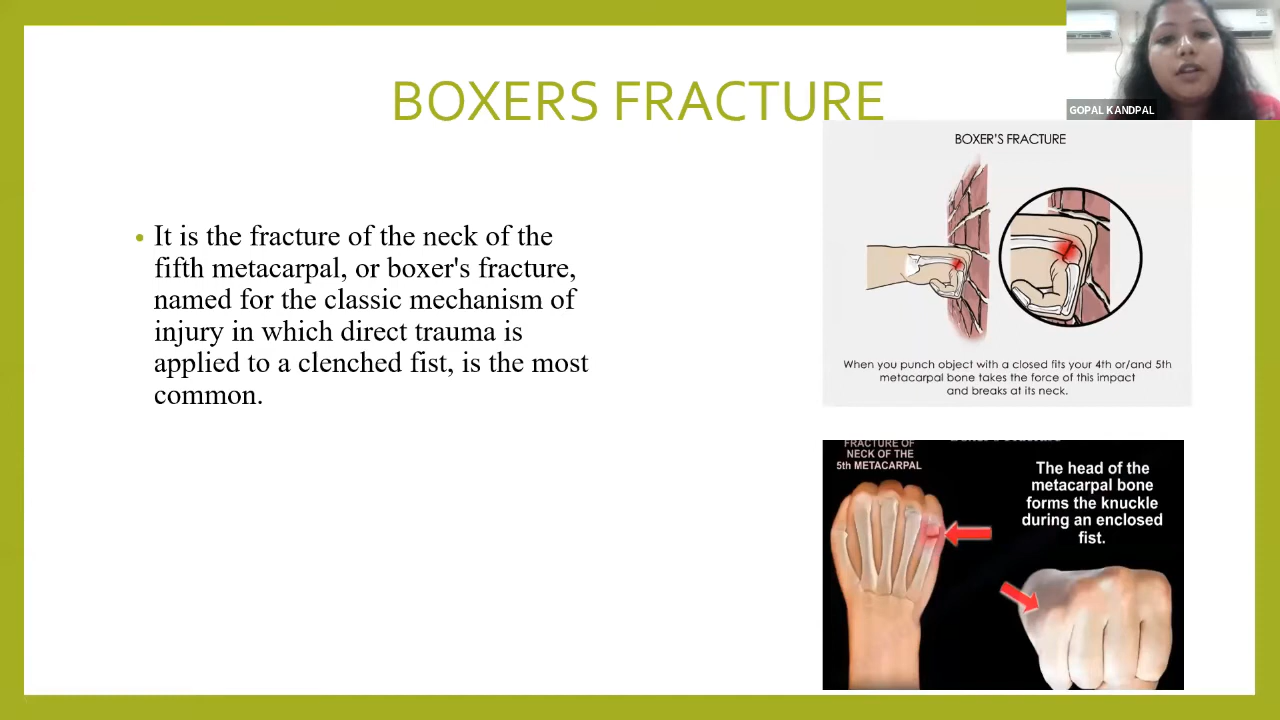 BOXERS FRACTURE
GOPAL KANDPAL
• It is the fracture of the neck of the
fifth metacarpal, or boxer's fracture,
named for the classic mechanism of
injury in which direct trauma is
applied to a clenched fist, is the most
common.
BOXER'S FRACTURE
When you punch object with a closed fits your 4th or/and 5th
metacarpal bone takes the force of this impact
and breaks at its neck.
FRACTURE OF
NECK OF THE
5th METACARPAL
The head of the
metacarpal bone
forms the knuckle
during an enclosed
fist.